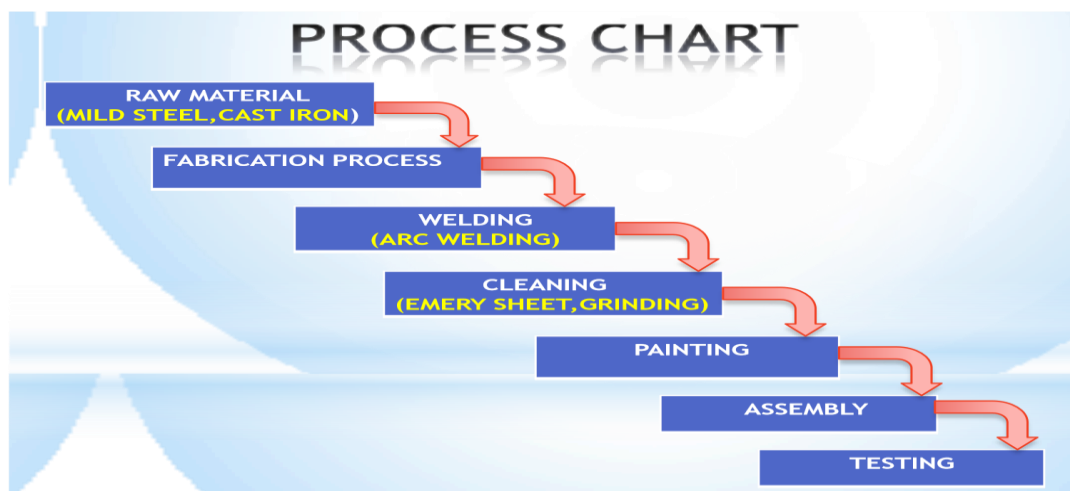 PROCESS CHART
RAW MATERIAL
(MILD STEEL,CAST IRON)
FABRICATION PROCESS
WELDING
(ARC WELDING)
CLEANING
(EMERY SHEET,GRINDING)
PAINTING
ASSEMBLY
TESTING